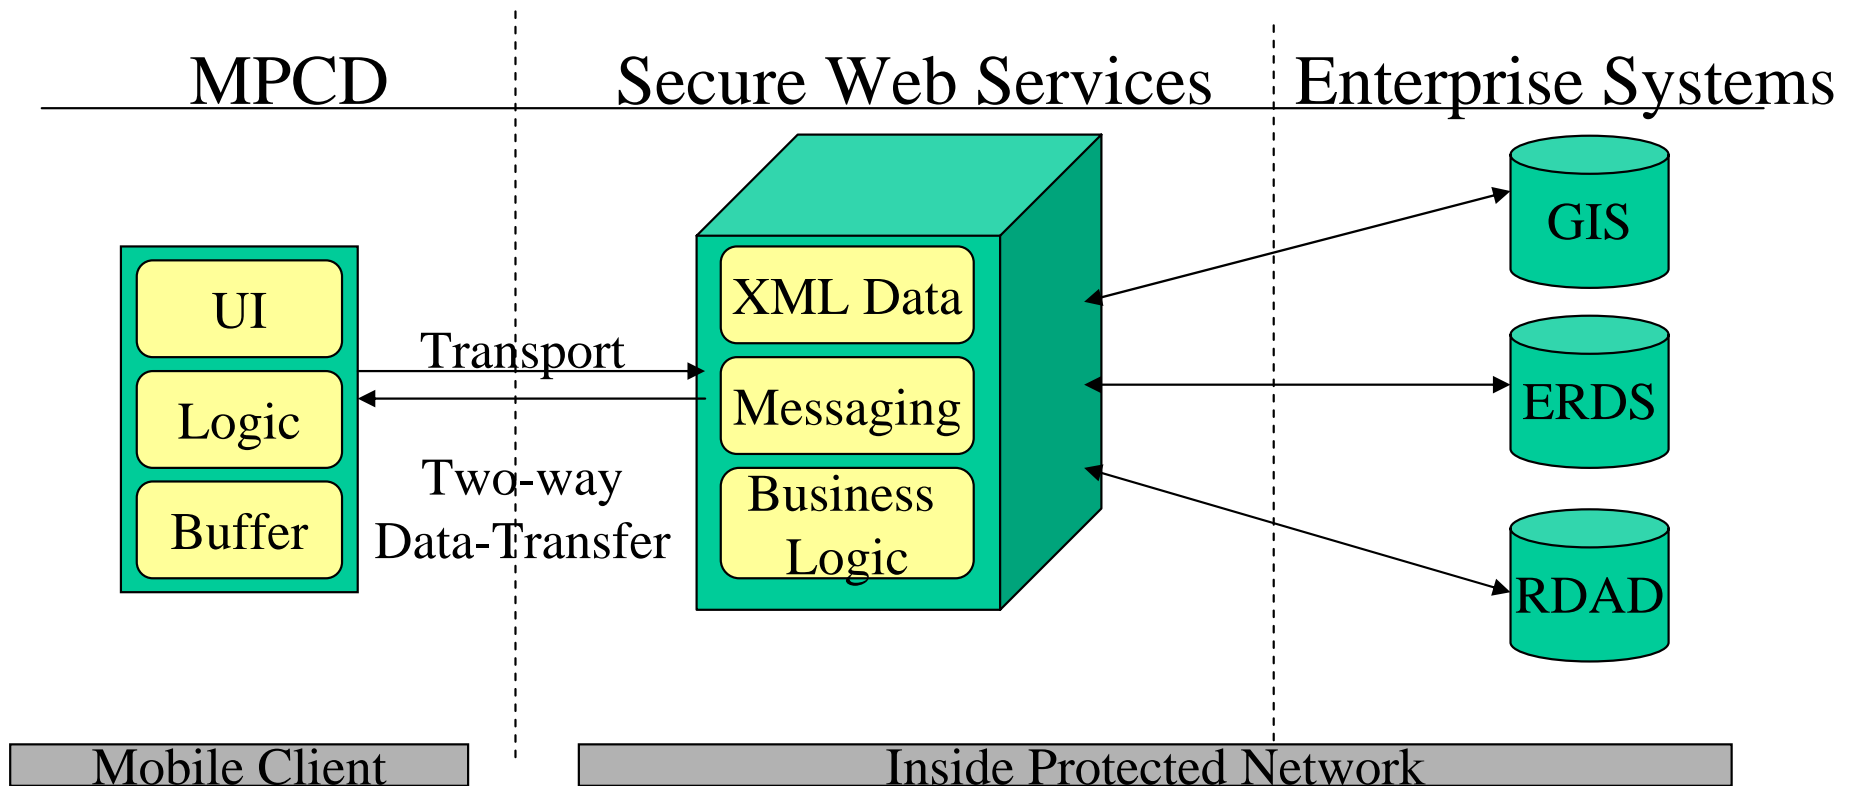 MPCD
Secure Web Services
Enterprise Systems
UI
Logic
Buffer
Transport
Two-way
Data-Transfer
XML Data
Messaging
Business
Logic
GIS
ERDS
RDAD
Mobile Client
Inside Protected Network